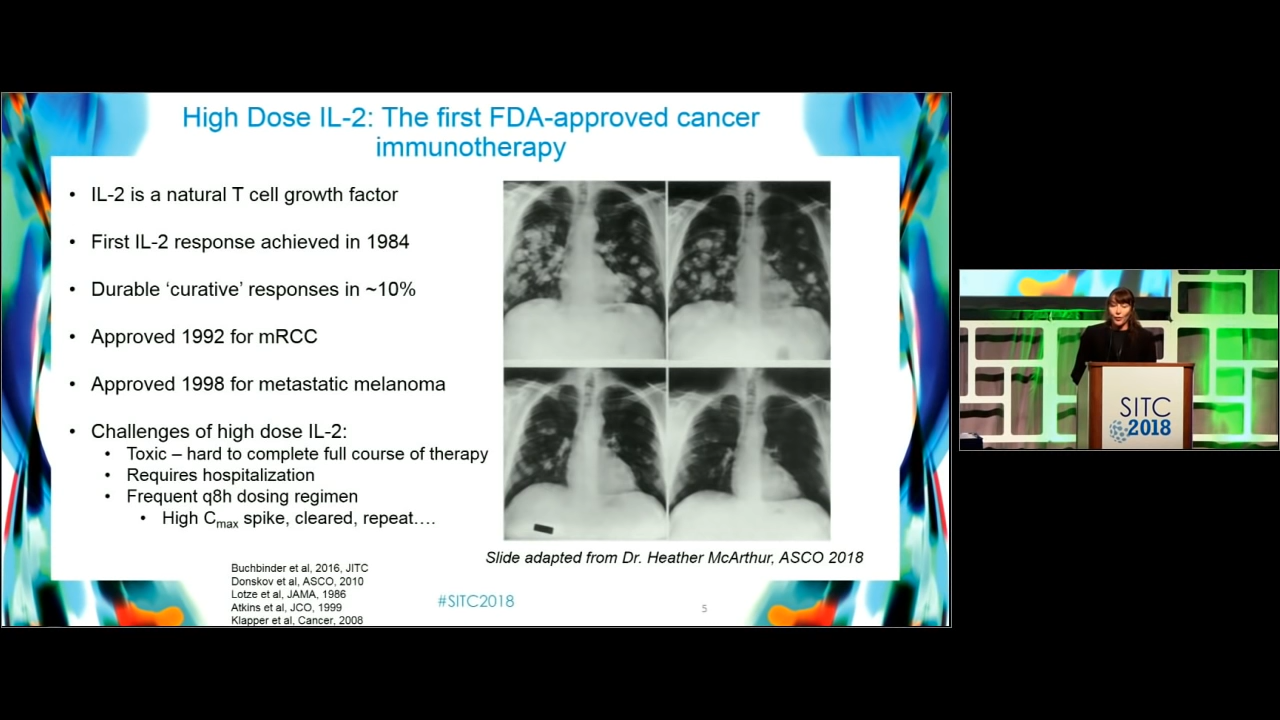 High Dose IL-2: The first FDA-approved cancer
immunotherapy
• IL-2 is a natural T cell growth factor
• First IL-2 response achieved in 1984
• Durable ‘curative’ responses in ~10%
• Approved 1992 for mRCC
• Approved 1998 for metastatic melanoma
• Challenges of high dose IL-2:
• Toxic – hard to complete full course of therapy
• Requires hospitalization
• Frequent q8h dosing regimen
• High Cmax spike, cleared, repeat….
Slide adapted from Dr. Heather McArthur, ASCO 2018
Buchbinder et al, 2016, JITC
Donskov et al, ASCO, 2010
Lotze et al, JAMA, 1986
Atkins et al, JCO, 1999
Klapper et al, Cancer, 2008
#SITC2018
5
SITC
2018